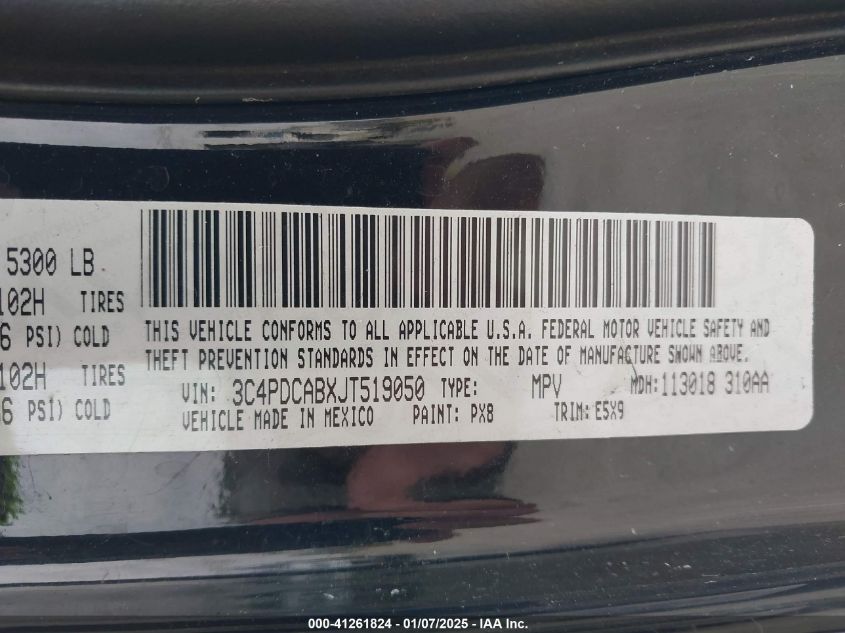 5300 LB
102H TIRES
6 PSI) COLD
102H
6 PSI) COLD
THIS VEHICLE CONFORMS TO ALL APPLICABLE U.S.A. FEDERAL MOTOR VEHICLE SAFETY AND
THEFT PREVENTION STANDARDS IN EFFECT ON THE DATE OF MANUFACTURE SHOWN ABOVE.
VIN: 3C4PDCABXJT519050 TYPE: MPV MDH: 113018 310AA
VEHICLE MADE IN MEXICO PAINT: PX8 TRIM: E5X9
000-41261824 - 01/07/2025 - © IAA Inc.